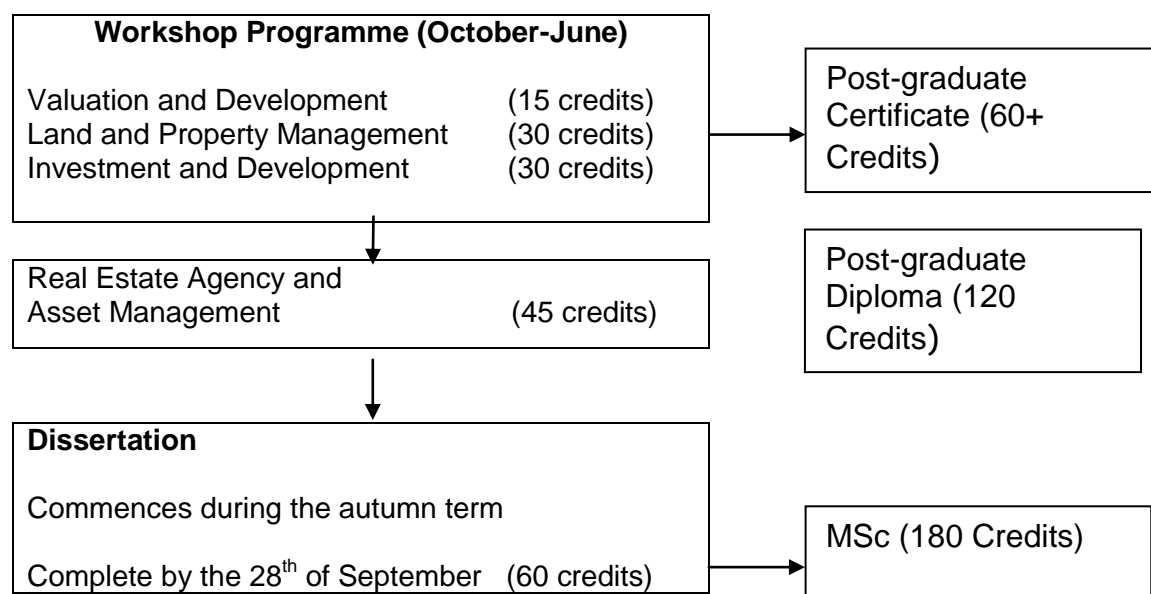 Workshop Programme (October-June)
Valuation and Development (15 credits)
Land and Property Management (30 credits)
Investment and Development (30 credits)
Post-graduate
Certificate (60+
Credits)
Real Estate Agency and
Asset Management (45 credits)
Post-graduate
Diploma (120
Credits)
Dissertation
Commences during the autumn term
Complete by the 28th of September (60 credits)
MSc (180 Credits)